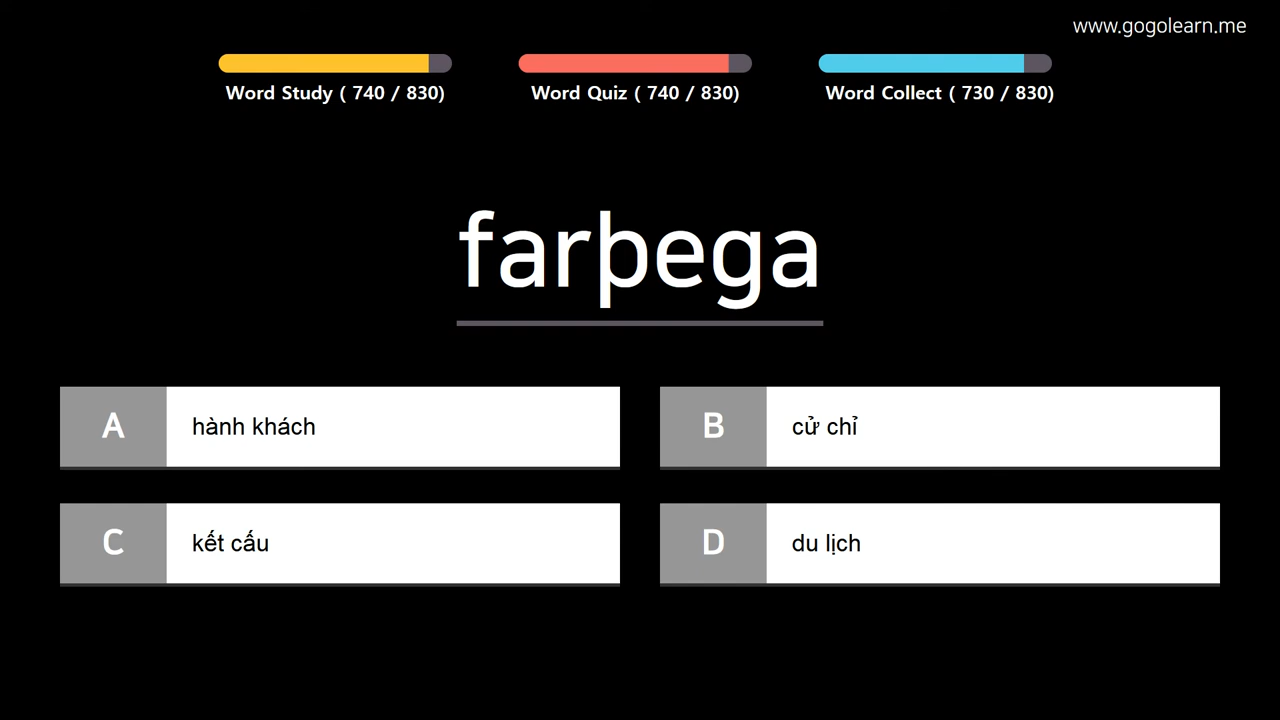 www.gogolearn.me
Word Study ( 740 / 830)
Word Quiz ( 740 / 830)
Word Collect ( 730 / 830)
farþega
A hành khách
B cử chỉ
C kết cấu
D du lịch